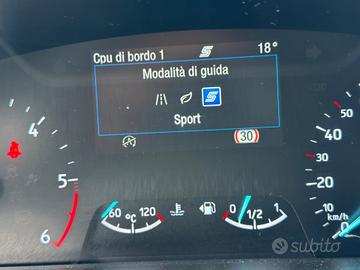 Cpu di bordo 1 S 18°
Modalità di guida
S
Sport
30
4
5
6
60 °C 120
0 1/2 1
50
40
30
20
10
km/h 0
subito